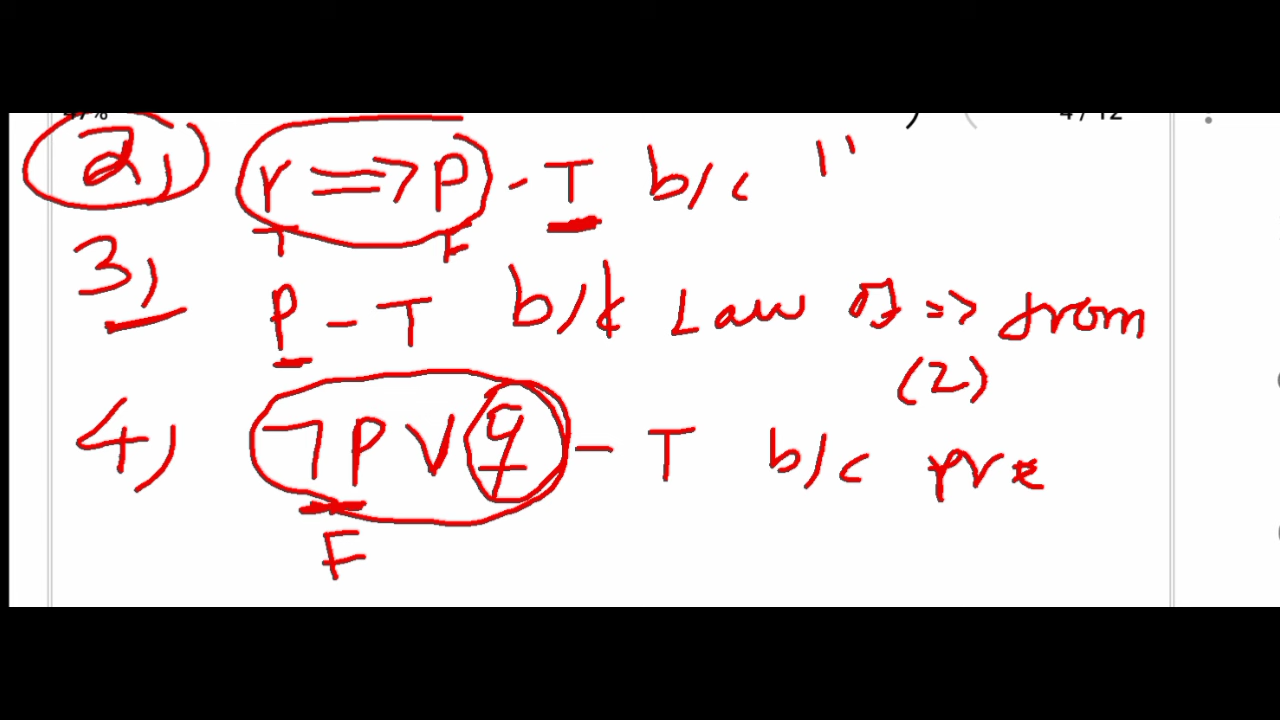 2) r => P - T b/c "
T F
3) P - T b/c Law of => from
(2)
4) ¬P V q - T b/c pre
F